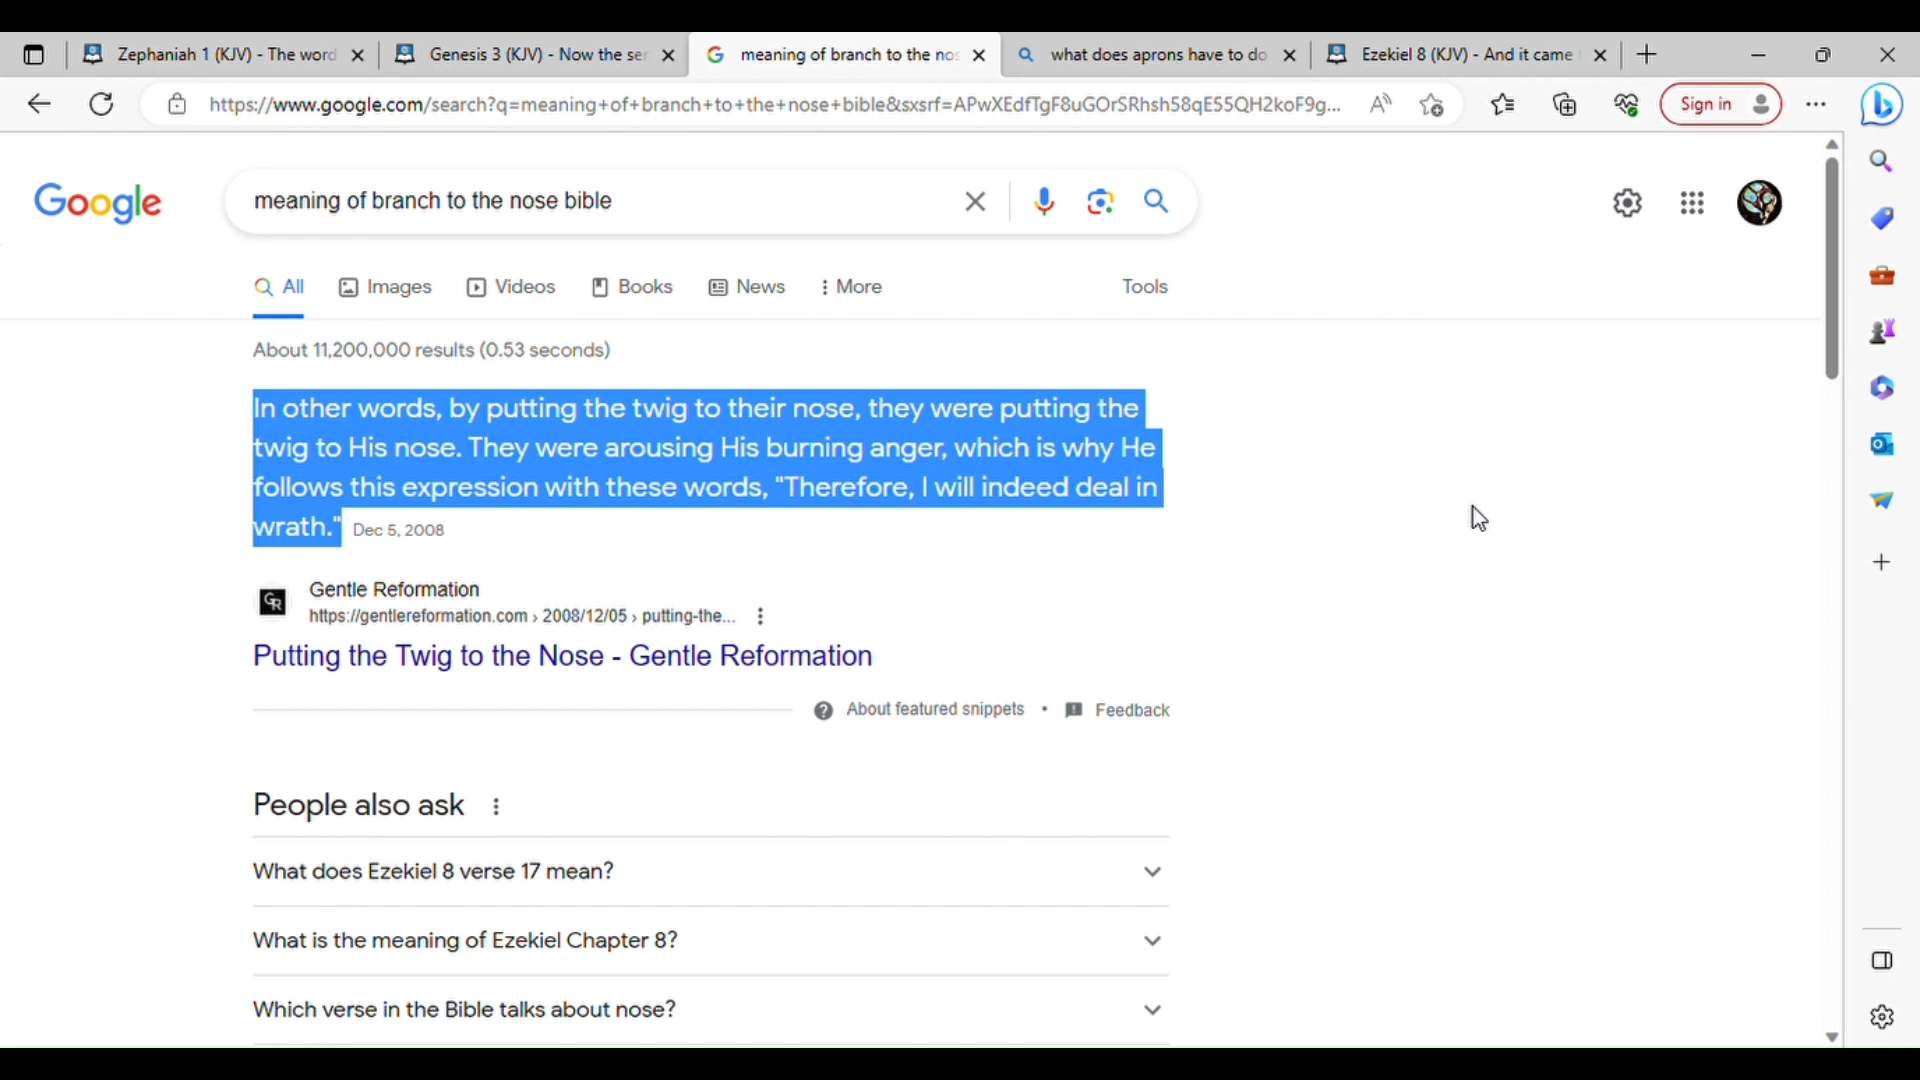 Zephaniah 1 (KJV) - The word
Genesis 3 (KJV) - Now the ser
meaning of branch to the nos
what does aprons have to do
Ezekiel 8 (KJV) - And it came
https://www.google.com/search?q=meaning+of+branch+to+the+nose+bible&sxsrf=APwXEdfTgF8uGOrSRhsh58qE55QH2koF9g...
Sign in
Google
meaning of branch to the nose bible
All
Images
Videos
Books
News
More
Tools
About 11,200,000 results (0.53 seconds)
In other words, by putting the twig to their nose, they were putting the
twig to His nose. They were arousing His burning anger, which is why He
follows this expression with these words, "Therefore, I will indeed deal in
wrath." Dec 5, 2008
GR
Gentle Reformation
https://gentlereformation.com › 2008/12/05 › putting-the...
Putting the Twig to the Nose - Gentle Reformation
About featured snippets • Feedback
People also ask
What does Ezekiel 8 verse 17 mean?
What is the meaning of Ezekiel Chapter 8?
Which verse in the Bible talks about nose?